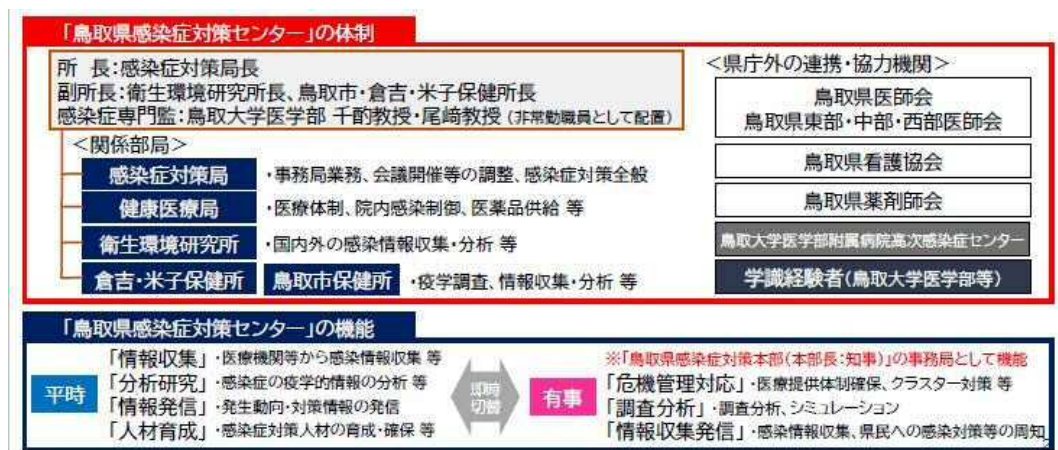 「鳥取県感染症対策センター」の体制
所 長:感染症対策局長
副所長:衛生環境研究所長、鳥取市・倉吉・米子保健所長
感染症専門監:鳥取大学医学部 千酌教授・尾﨑教授 (非常勤職員として配置)
<関係部局>
感染症対策局 ・事務局業務、会議開催等の調整、感染症対策全般
健康医療局 ・医療体制、院内感染制御、医薬品供給 等
衛生環境研究所 ・国内外の感染情報収集・分析 等
倉吉・米子保健所 鳥取市保健所 ・疫学調査、情報収集・分析 等
<県庁外の連携・協力機関>
鳥取県医師会
鳥取県東部・中部・西部医師会
鳥取県看護協会
鳥取県薬剤師会
鳥取大学医学部附属病院高次感染症センター
学識経験者(鳥取大学医学部等)
「鳥取県感染症対策センター」の機能
平時
「情報収集」・医療機関等から感染情報収集 等
「分析研究」・感染症の疫学的情報の分析 等
「情報発信」・発生動向・対策情報の発信
「人材育成」・感染症対策人材の育成・確保 等
即時
切替
有事
※「鳥取県感染症対策本部(本部長:知事)」の事務局として機能
「危機管理対応」・医療提供体制確保、クラスター対策 等
「調査分析」・調査分析、シミュレーション
「情報収集発信」・感染情報収集、県民への感染対策等の周知